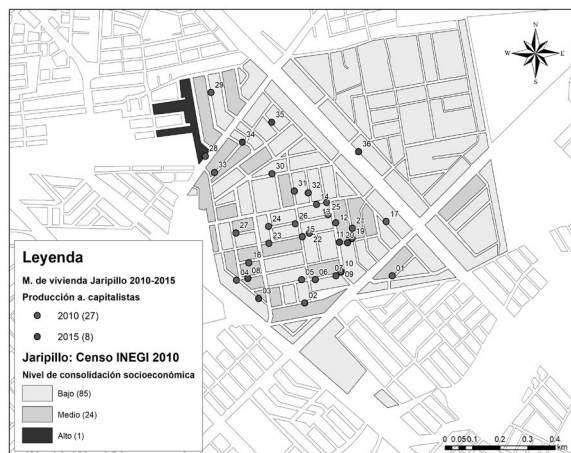 N
W E
S
29
35
34
36
28
33
30
31 32
14
25
13
12
17
21
19
24
26
27
15
22
23
11 20
16
10
01
04 08
05 06
07
09
03
02
Leyenda
M. de vivienda Jaripillo 2010-2015
Producción a. capitalistas
2010 (27)
2015 (8)
Jaripillo: Censo INEGI 2010
Nivel de consolidación socioeconómica
Bajo (85)
Medio (24)
Alto (1)
0 0.05 0.1 0.2 0.3 0.4
km